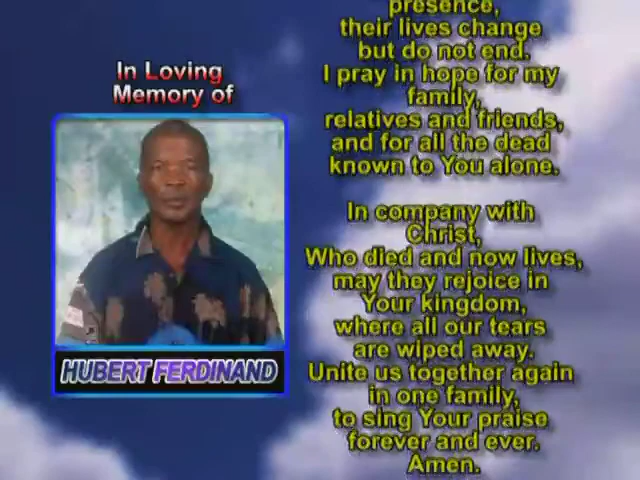 In Loving
Memory of
HUBERT FERDINAND
presence,
their lives change
but do not end.
I pray in hope for my
family,
relatives and friends,
and for all the dead
known to You alone.
In company with
Christ,
Who died and now lives,
may they rejoice in
Your kingdom,
where all our tears
are wiped away.
Unite us together again
in one family,
to sing Your praise
forever and ever.
Amen.